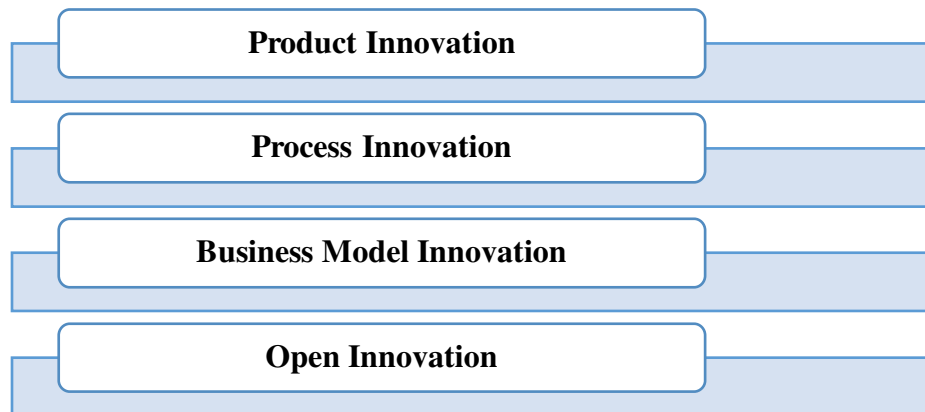 Product Innovation
Process Innovation
Business Model Innovation
Open Innovation